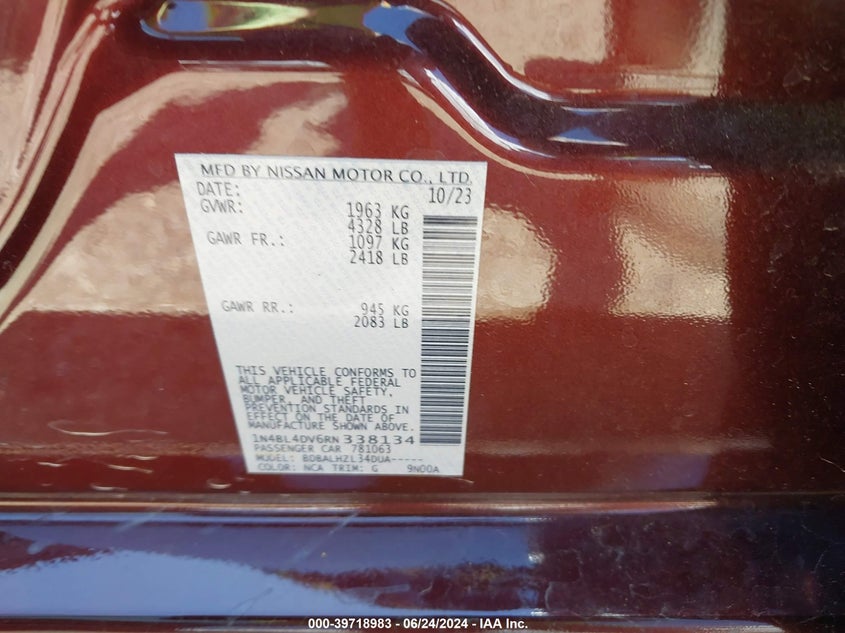 MFD BY NISSAN MOTOR CO., LTD.
DATE: 10/23
GVWR: 1963 KG
4328 LB
GAWR FR.: 1097 KG
2418 LB
GAWR RR.: 945 KG
2083 LB
THIS VEHICLE CONFORMS TO
ALL APPLICABLE FEDERAL
MOTOR VEHICLE SAFETY,
BUMPER, AND THEFT
PREVENTION STANDARDS IN
EFFECT ON THE DATE OF
MANUFACTURE SHOWN ABOVE.
1N4BL4DV6RN338134
PASSENGER CAR 781063
MODEL: BDBALHZL34DUA-----
COLOR: NCA TRIM: G 9N00A
000-39718983 / 06/24/2024 - IAA Inc.